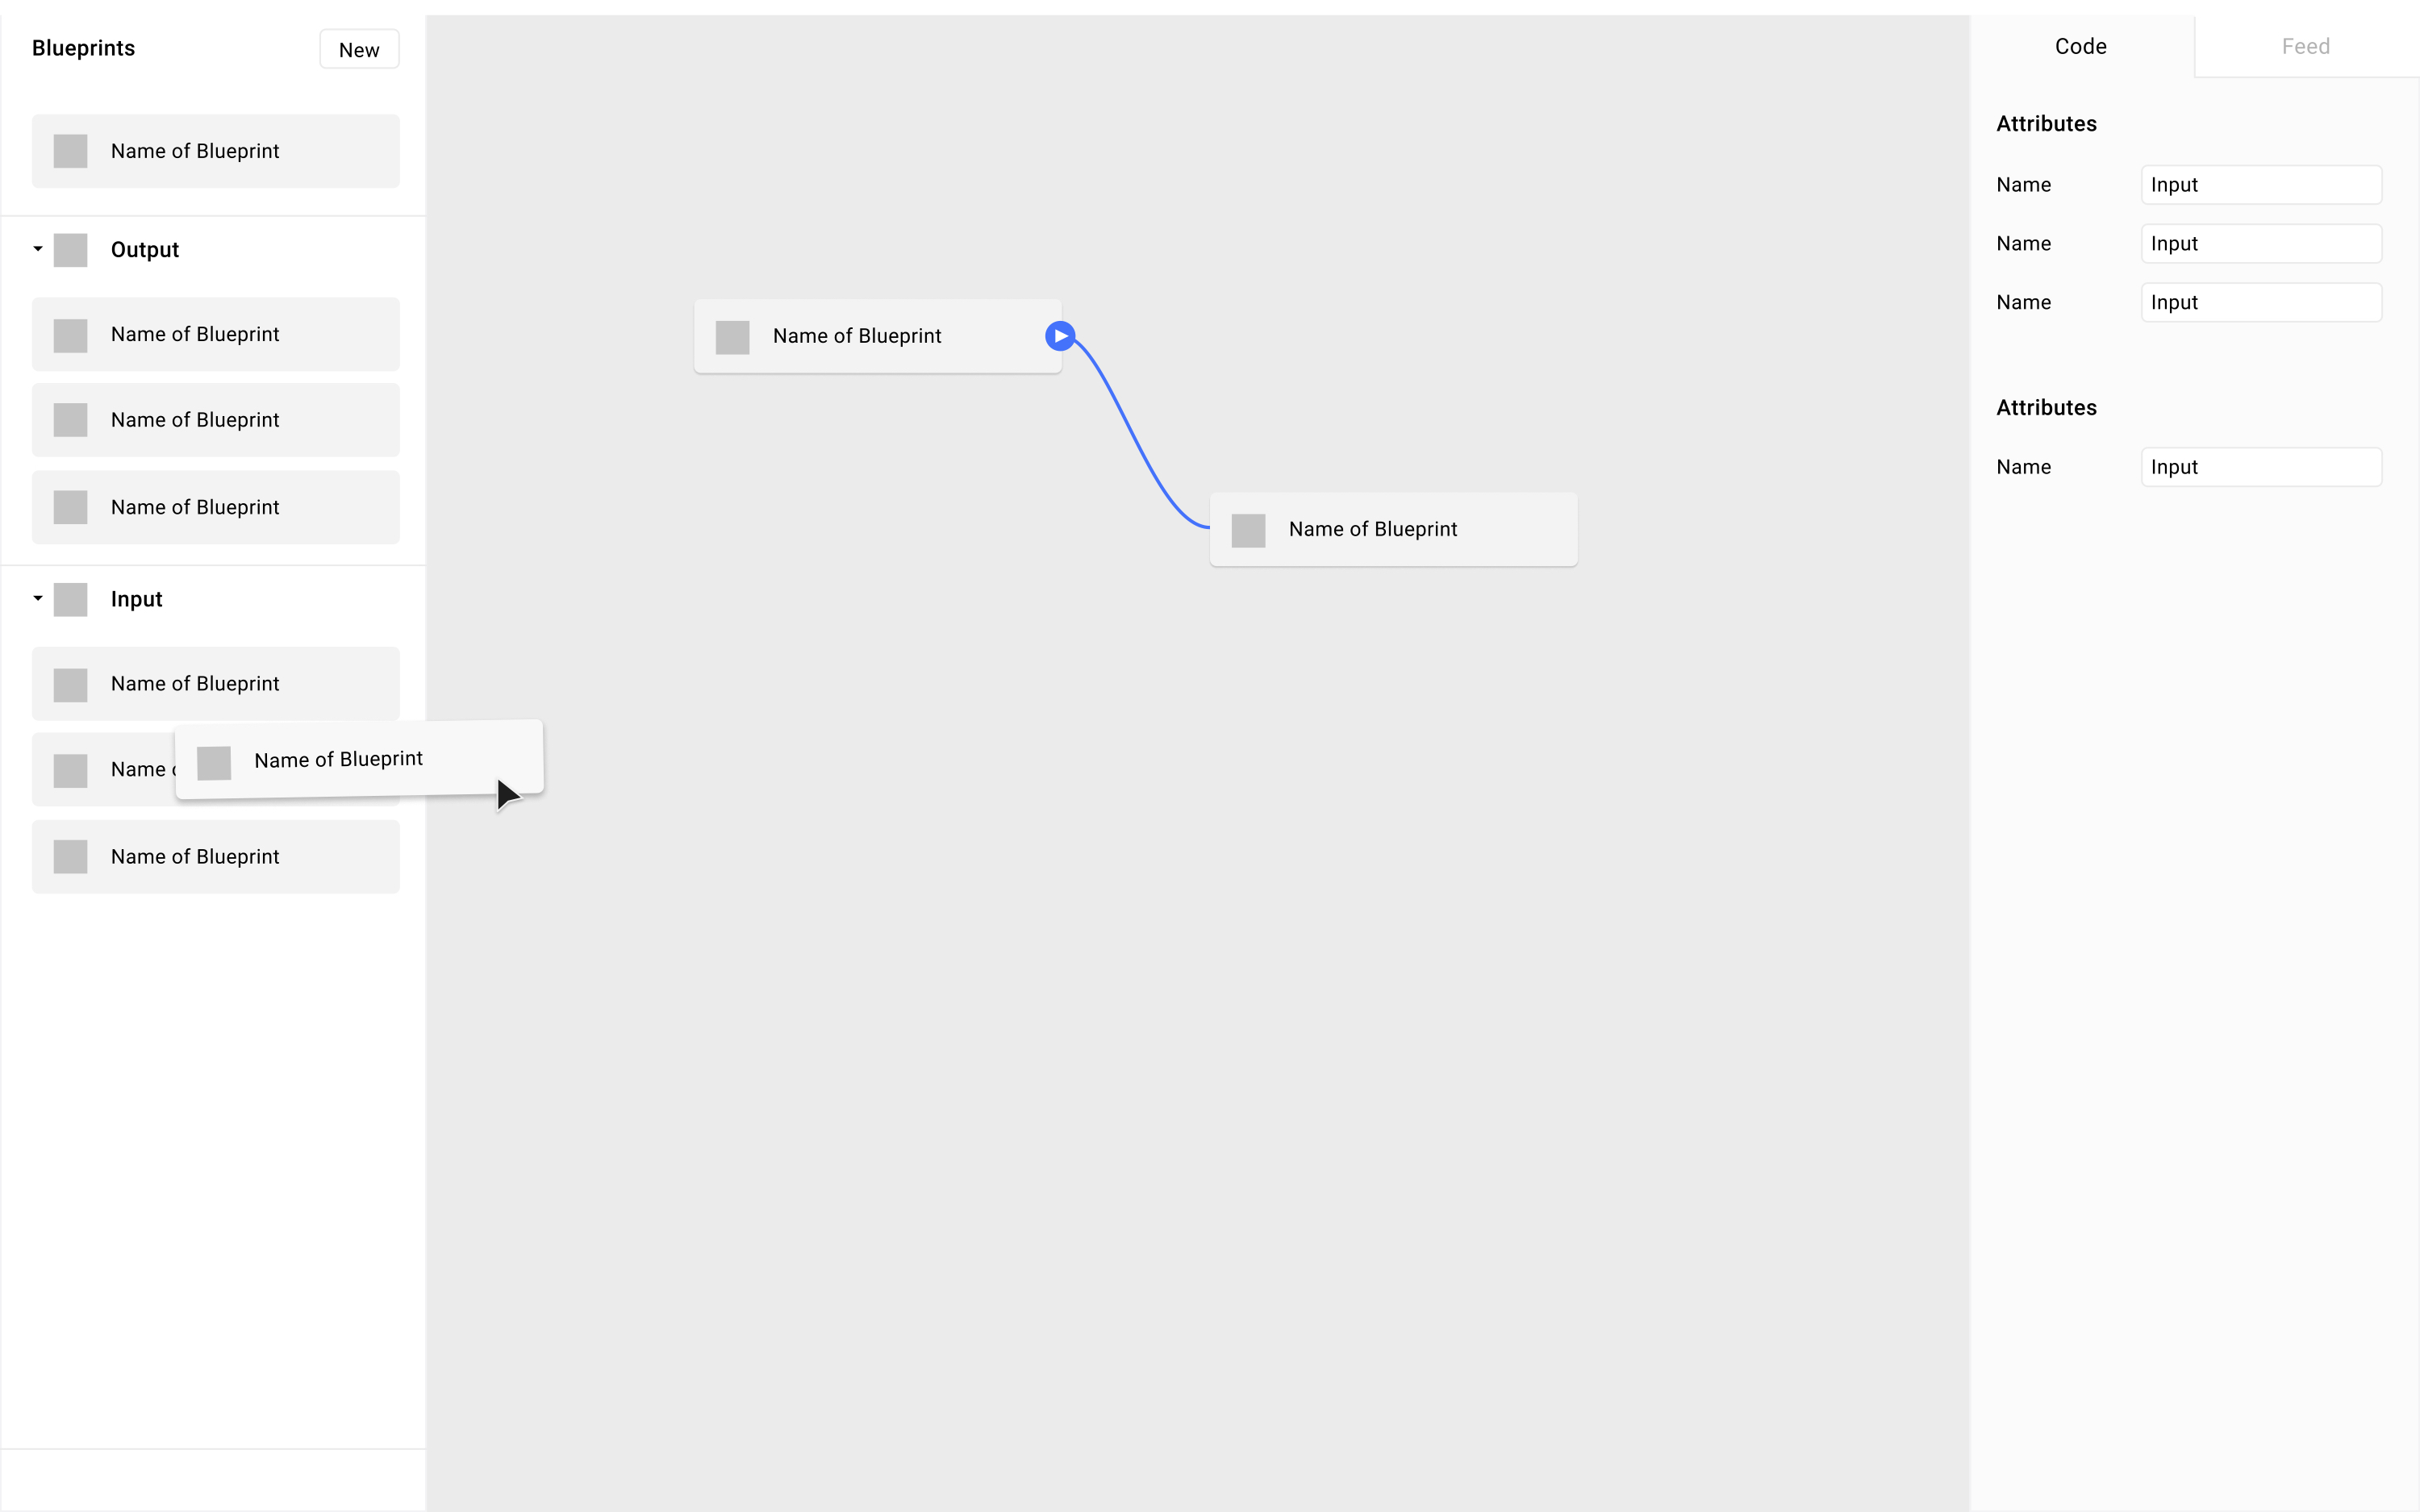 Blueprints
New
Name of Blueprint
Output
Name of Blueprint
Name of Blueprint
Name of Blueprint
Input
Name of Blueprint
Name
Name of Blueprint
Name of Blueprint
Name of Blueprint
Name of Blueprint
Code
Feed
Attributes
Name
Input
Name
Input
Name
Input
Attributes
Name
Input